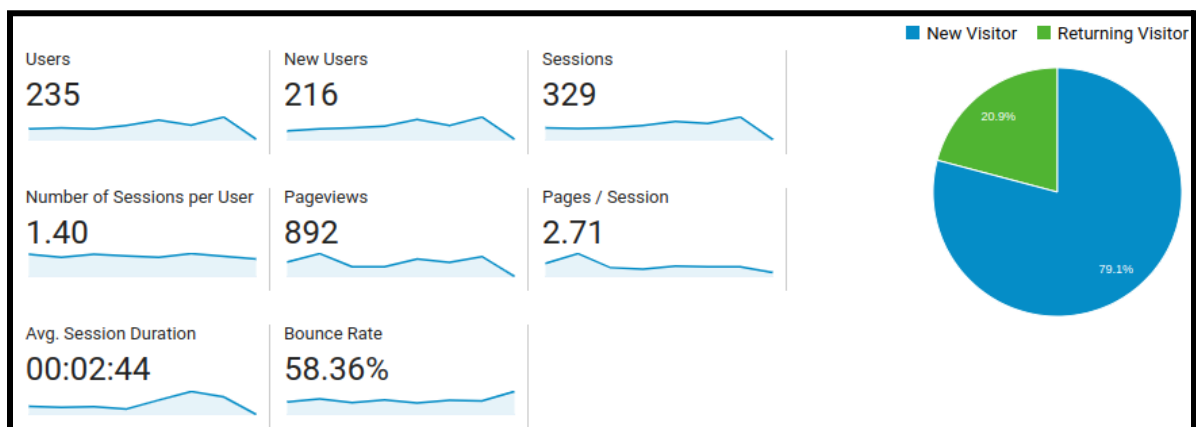 New Visitor Returning Visitor
Users New Users Sessions
235 216 329
20.9%
Number of Sessions per User Pageviews Pages / Session
1.40 892 2.71
79.1%
Avg. Session Duration Bounce Rate
00:02:44 58.36%